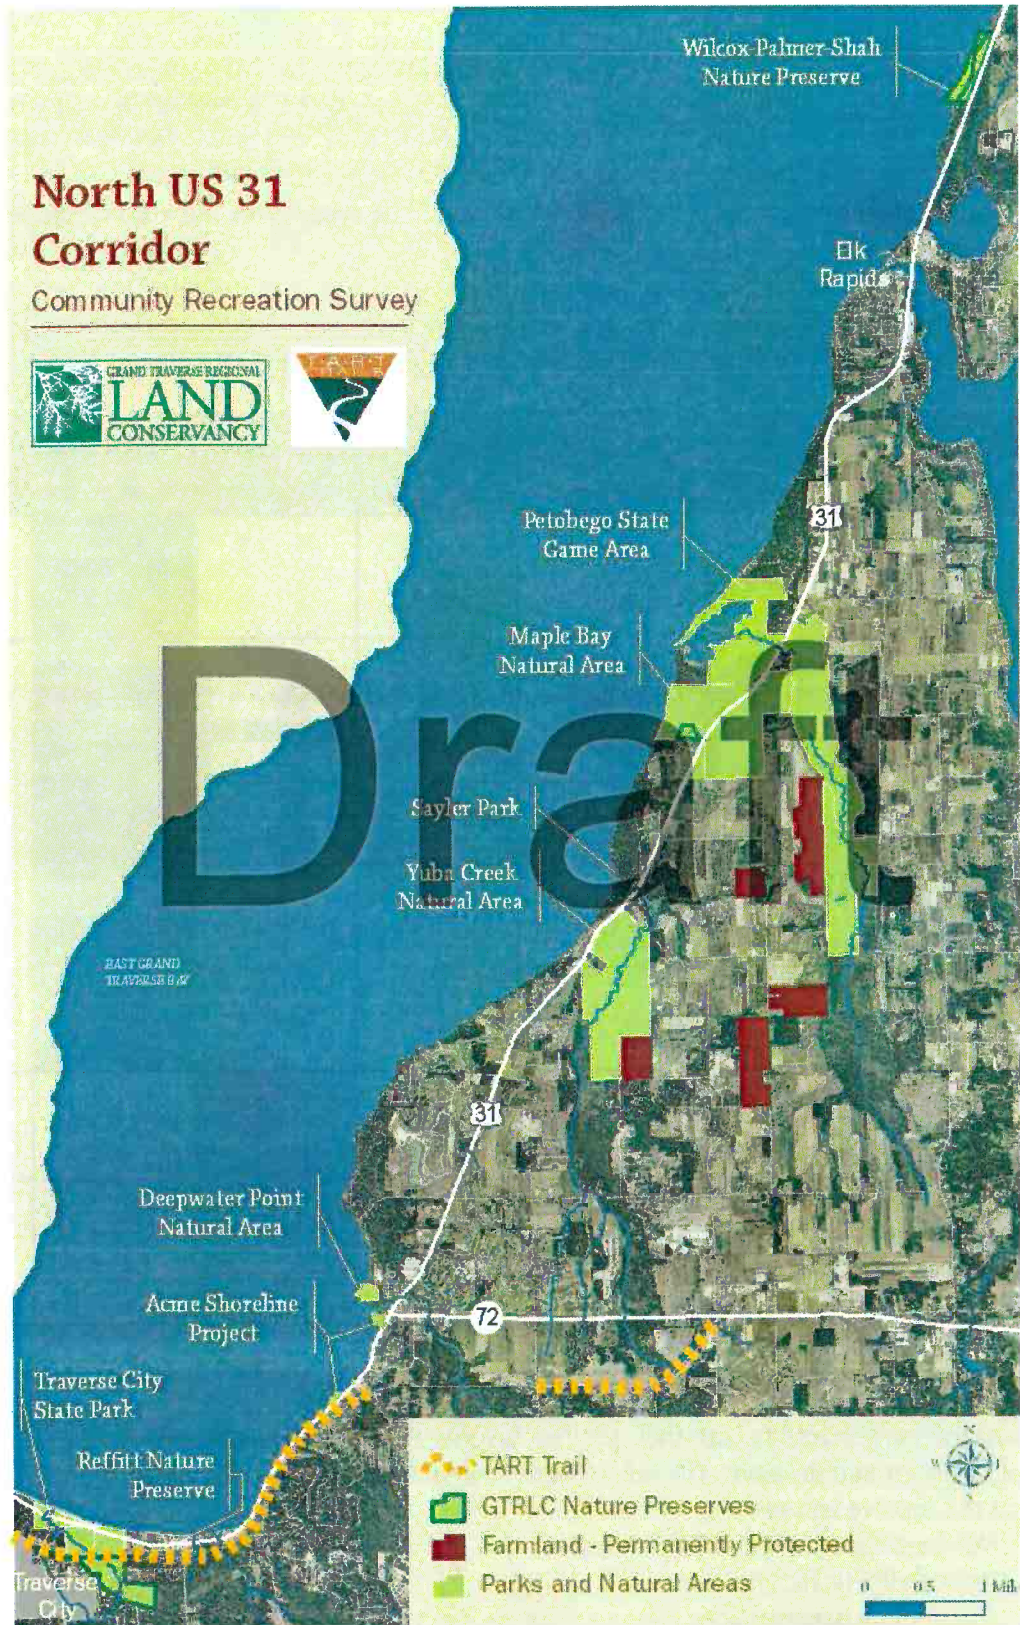 Wilcox-Palmer-Shah
Nature Preserve
North US 31
Corridor
Community Recreation Survey
GRAND TRAVERSE REGIONAL
LAND
CONSERVANCY
TART
Elk
Rapids
Petobego State
Game Area
31
Maple Bay
Natural Area
Draft
Sayler Park
Yuba Creek
Natural Area
EAST GRAND
TRAVERSE BAY
31
Deepwater Point
Natural Area
Acme Shoreline
Project
72
Traverse City
State Park
Reffitt Nature
Preserve
Traverse
City
TART Trail
GTRLC Nature Preserves
Farmland - Permanently Protected
Parks and Natural Areas
0 0.5 1 Mile